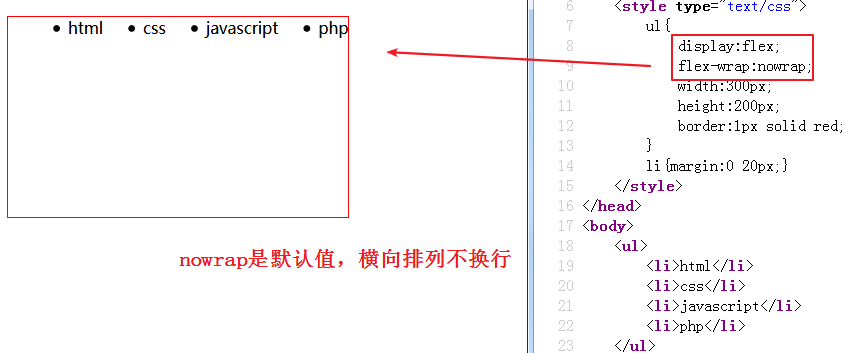 • html • css • javascript • php
nowrap是默认值，横向排列不换行
6 <style type="text/css">
7 ul{
8 display:flex;
9 flex-wrap:nowrap;
10 width:300px;
11 height:200px;
12 border:1px solid red;
13 }
14 li{margin:0 20px;}
15 </style>
16 </head>
17 <body>
18 <ul>
19 <li>html</li>
20 <li>css</li>
21 <li>javascript</li>
22 <li>php</li>
23 </ul>